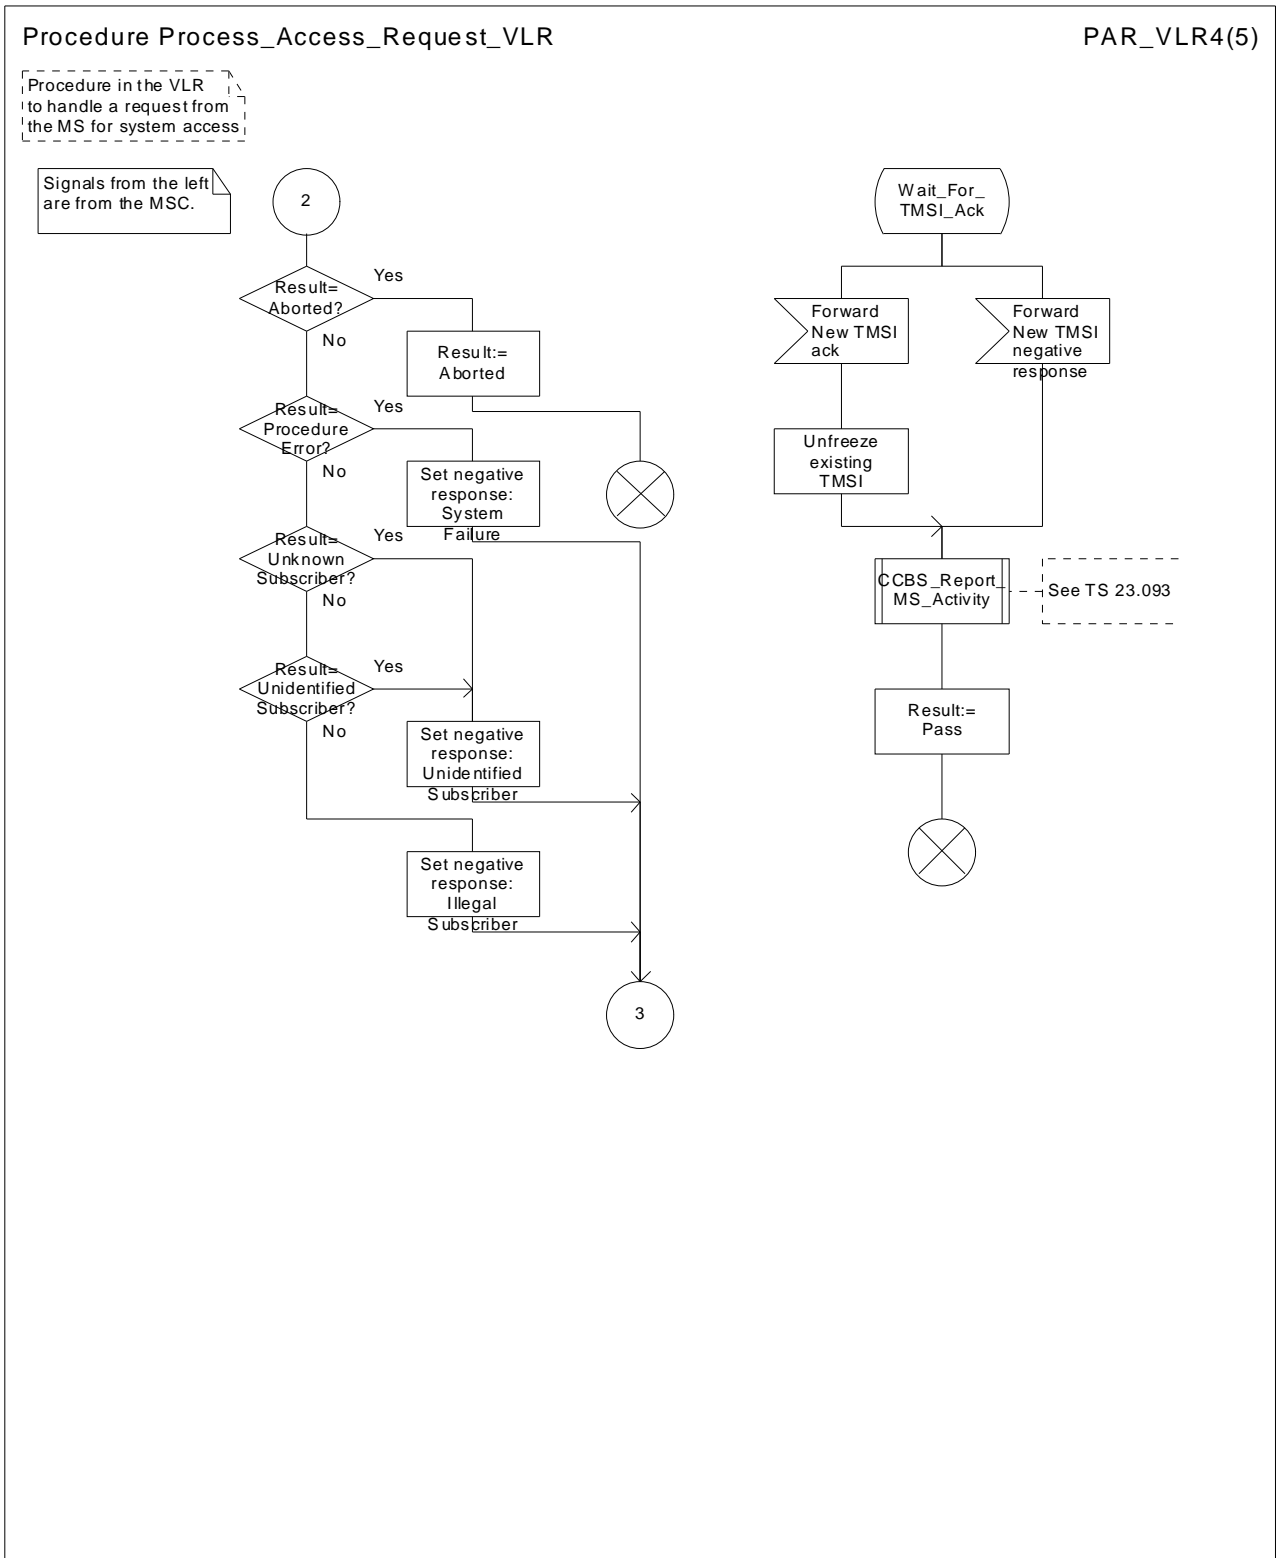 Procedure Process_Access_Request_VLR
PAR_VLR4(5)
Procedure in the VLR
to handle a request from
the MS for system access
Signals from the left
are from the MSC.
2
Result=
Aborted?
Yes
No
Result:=
Aborted
Result=
Procedure
Error?
Yes
No
Set negative
response:
System
Failure
Result=
Unknown
Subscriber?
Yes
No
Result=
Unidentified
Subscriber?
Yes
No
Set negative
response:
Unidentified
Subscriber
Set negative
response:
Illegal
Subscriber
3
Wait_For_
TMSI_Ack
Forward
New TMSI
ack
Forward
New TMSI
negative
response
Unfreeze
existing
TMSI
CCBS_Report_
MS_Activity
See TS 23.093
Result:=
Pass